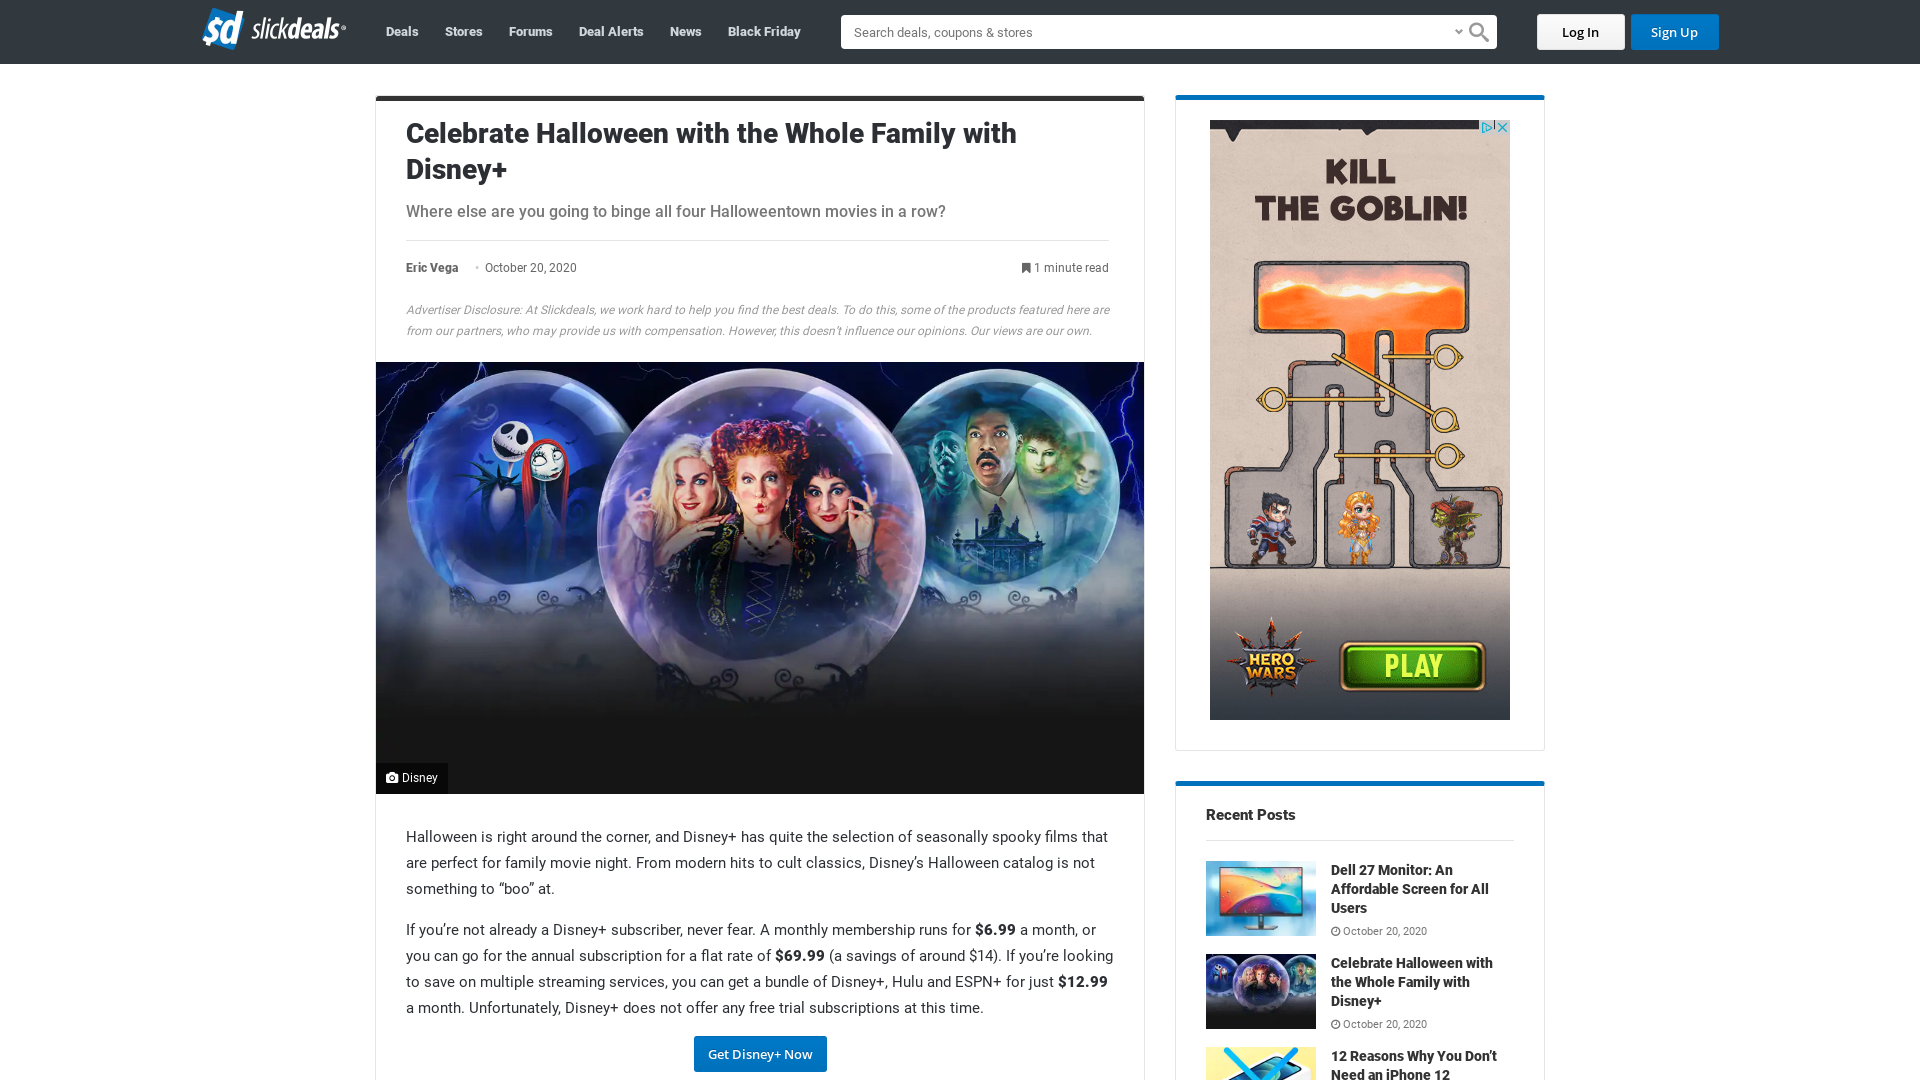 sd slickdeals
Deals
Stores
Forums
Deal Alerts
News
Black Friday
Search deals, coupons & stores
Log In
Sign Up
Celebrate Halloween with the Whole Family with
Disney+
Where else are you going to binge all four Halloweentown movies in a row?
Eric Vega • October 20, 2020
1 minute read
Advertiser Disclosure: At Slickdeals, we work hard to help you find the best deals. To do this, some of the products featured here are
from our partners, who may provide us with compensation. However, this doesn't influence our opinions. Our views are our own.
Disney
Halloween is right around the corner, and Disney+ has quite the selection of seasonally spooky films that
are perfect for family movie night. From modern hits to cult classics, Disney’s Halloween catalog is not
something to “boo” at.
If you’re not already a Disney+ subscriber, never fear. A monthly membership runs for $6.99 a month, or
you can go for the annual subscription for a flat rate of $69.99 (a savings of around $14). If you’re looking
to save on multiple streaming services, you can get a bundle of Disney+, Hulu and ESPN+ for just $12.99
a month. Unfortunately, Disney+ does not offer any free trial subscriptions at this time.
Get Disney+ Now
KILL
THE GOBLIN!
HERO
WARS
PLAY
Recent Posts
Dell 27 Monitor: An
Affordable Screen for All
Users
October 20, 2020
Celebrate Halloween with
the Whole Family with
Disney+
October 20, 2020
12 Reasons Why You Don’t
Need an iPhone 12